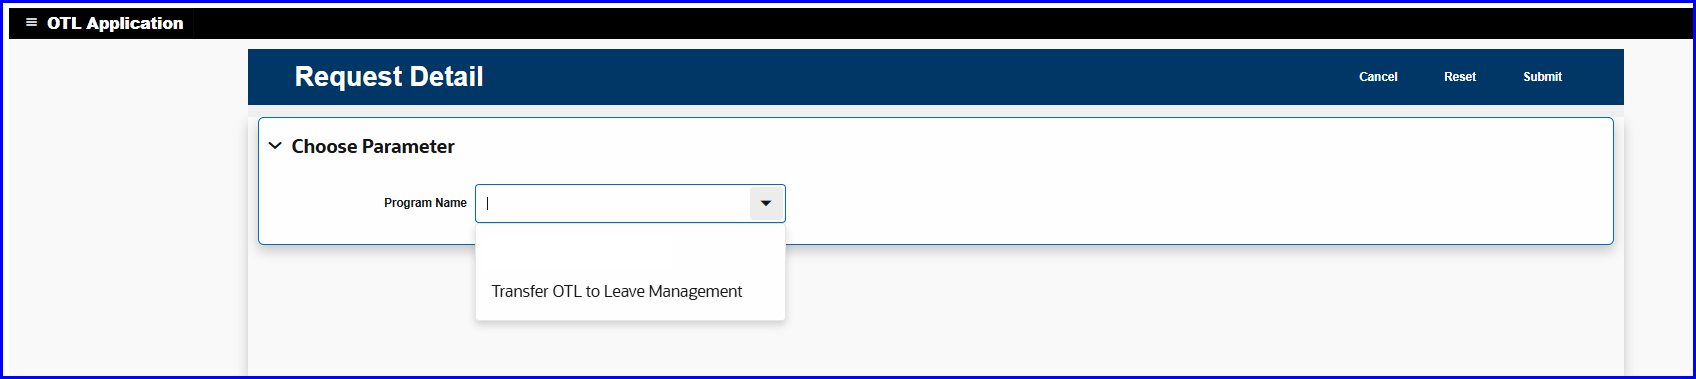 OTL Application
Request Detail
Cancel Reset Submit
Choose Parameter
Program Name
Transfer OTL to Leave Management